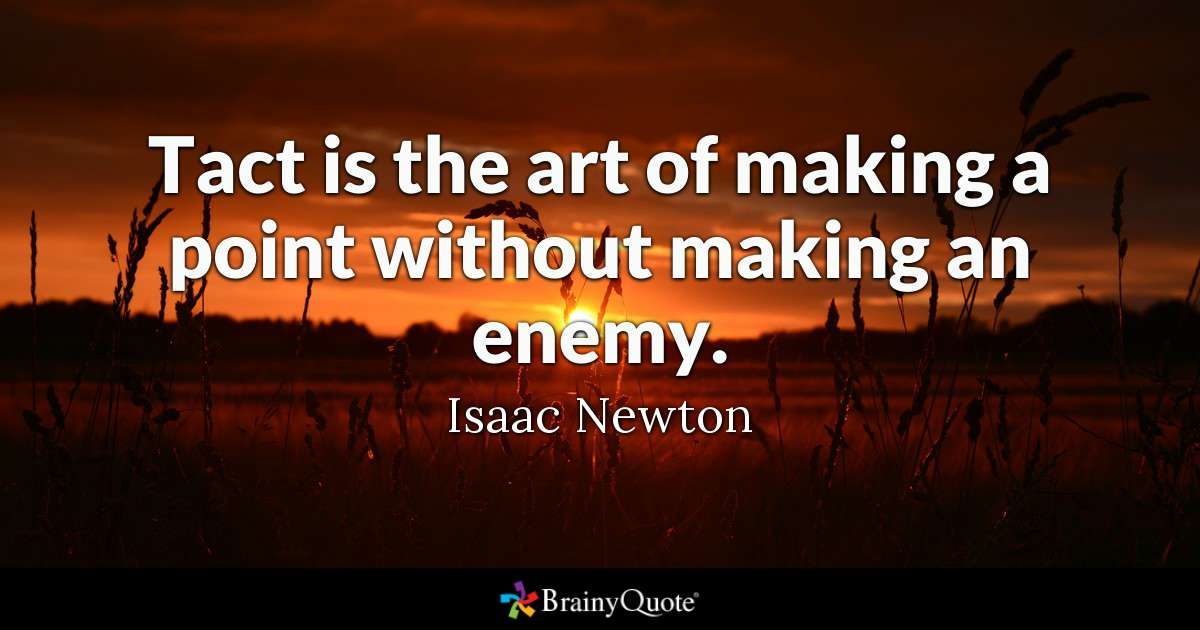 Tact is the art of making a
point without making an
enemy.
Isaac Newton
BrainyQuote®